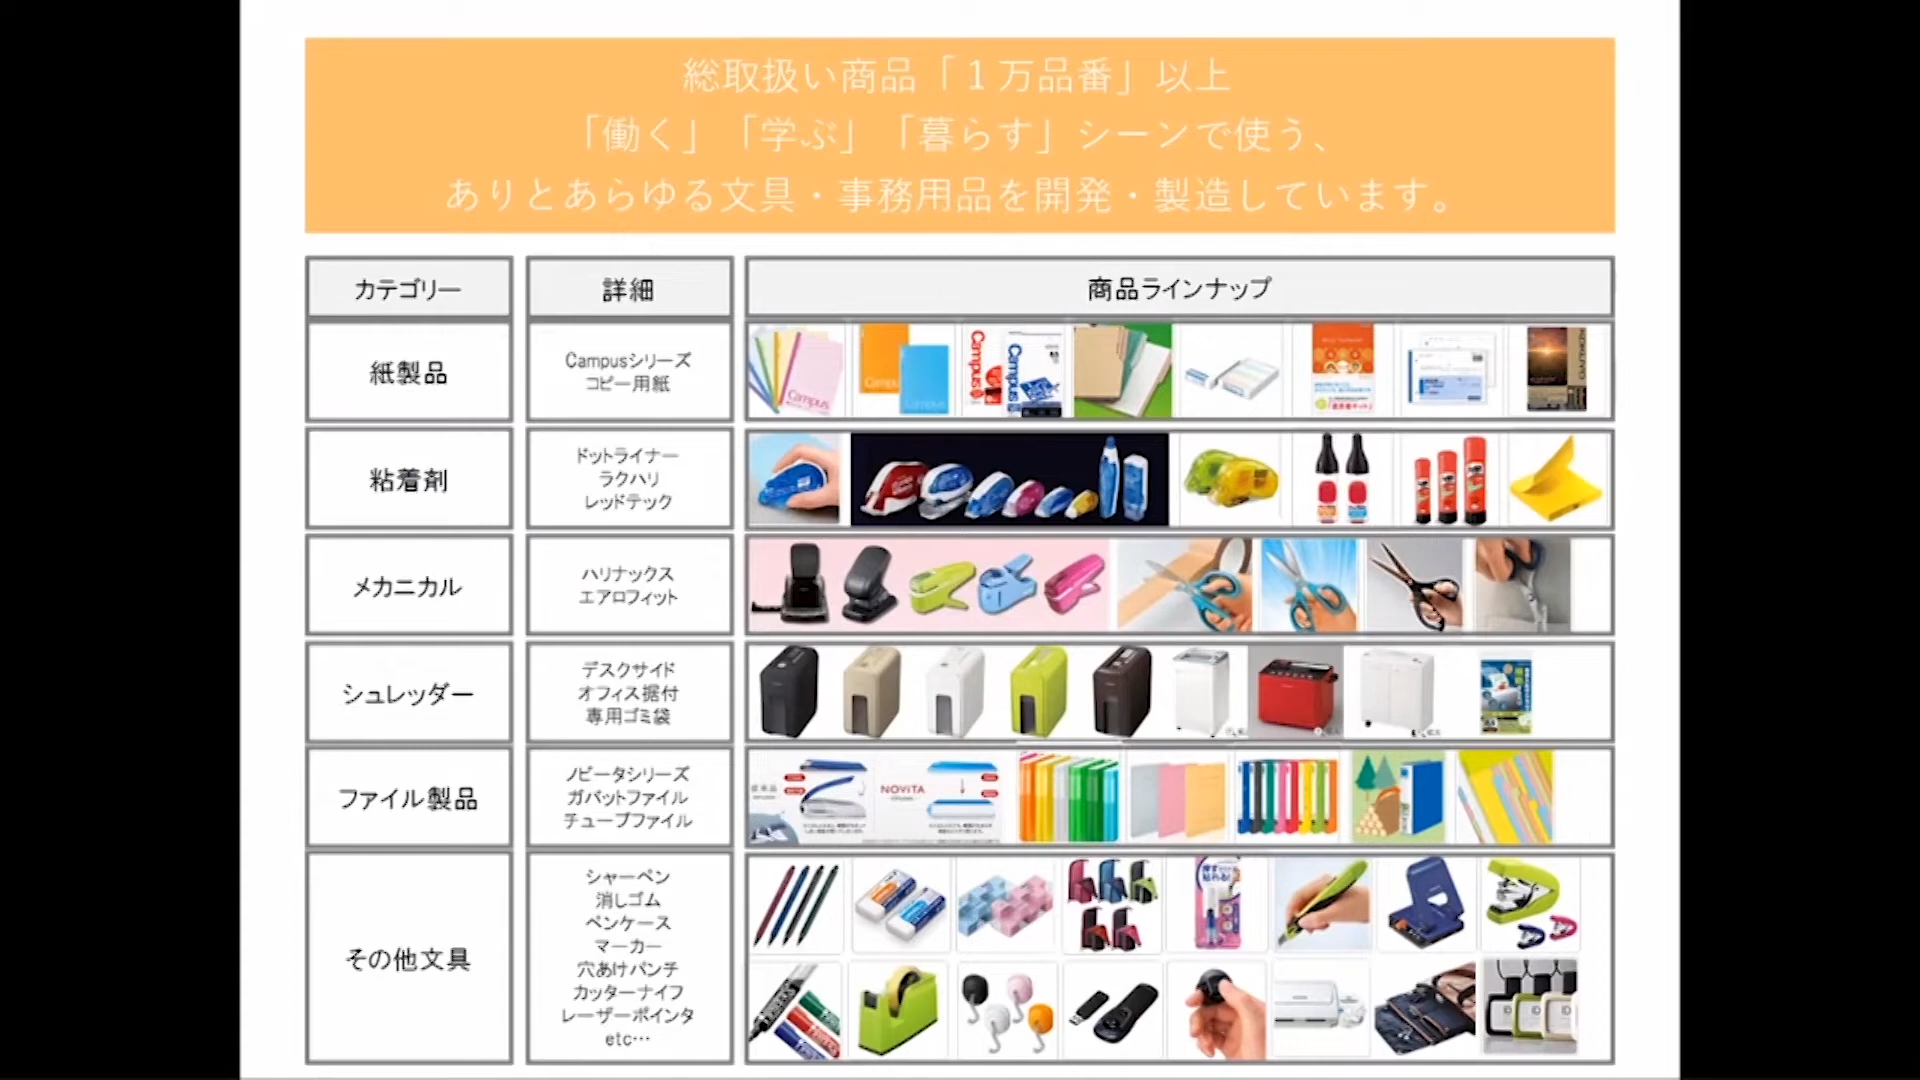 総取扱い商品「１万品番」以上
「働く」「学ぶ」「暮らす」シーンで使う、
ありとあらゆる文具・事務用品を開発・製造しています。
カテゴリー
詳細
商品ラインナップ
紙製品
Campusシリーズ
コピー用紙
Campus
Campus
Campus
Campus
Campus
粘着剤
ドットライナー
ラクハリ
レッドテック
メカニカル
ハリナックス
エアロフィット
シュレッダー
デスクサイド
オフィス据付
専用ゴミ袋
ファイル製品
ノビータシリーズ
ガバットファイル
チューブファイル
NOViTA
その他文具
シャーペン
消しゴム
ペンケース
マーカー
穴あけパンチ
カッターナイフ
レーザーポインタ
etc…